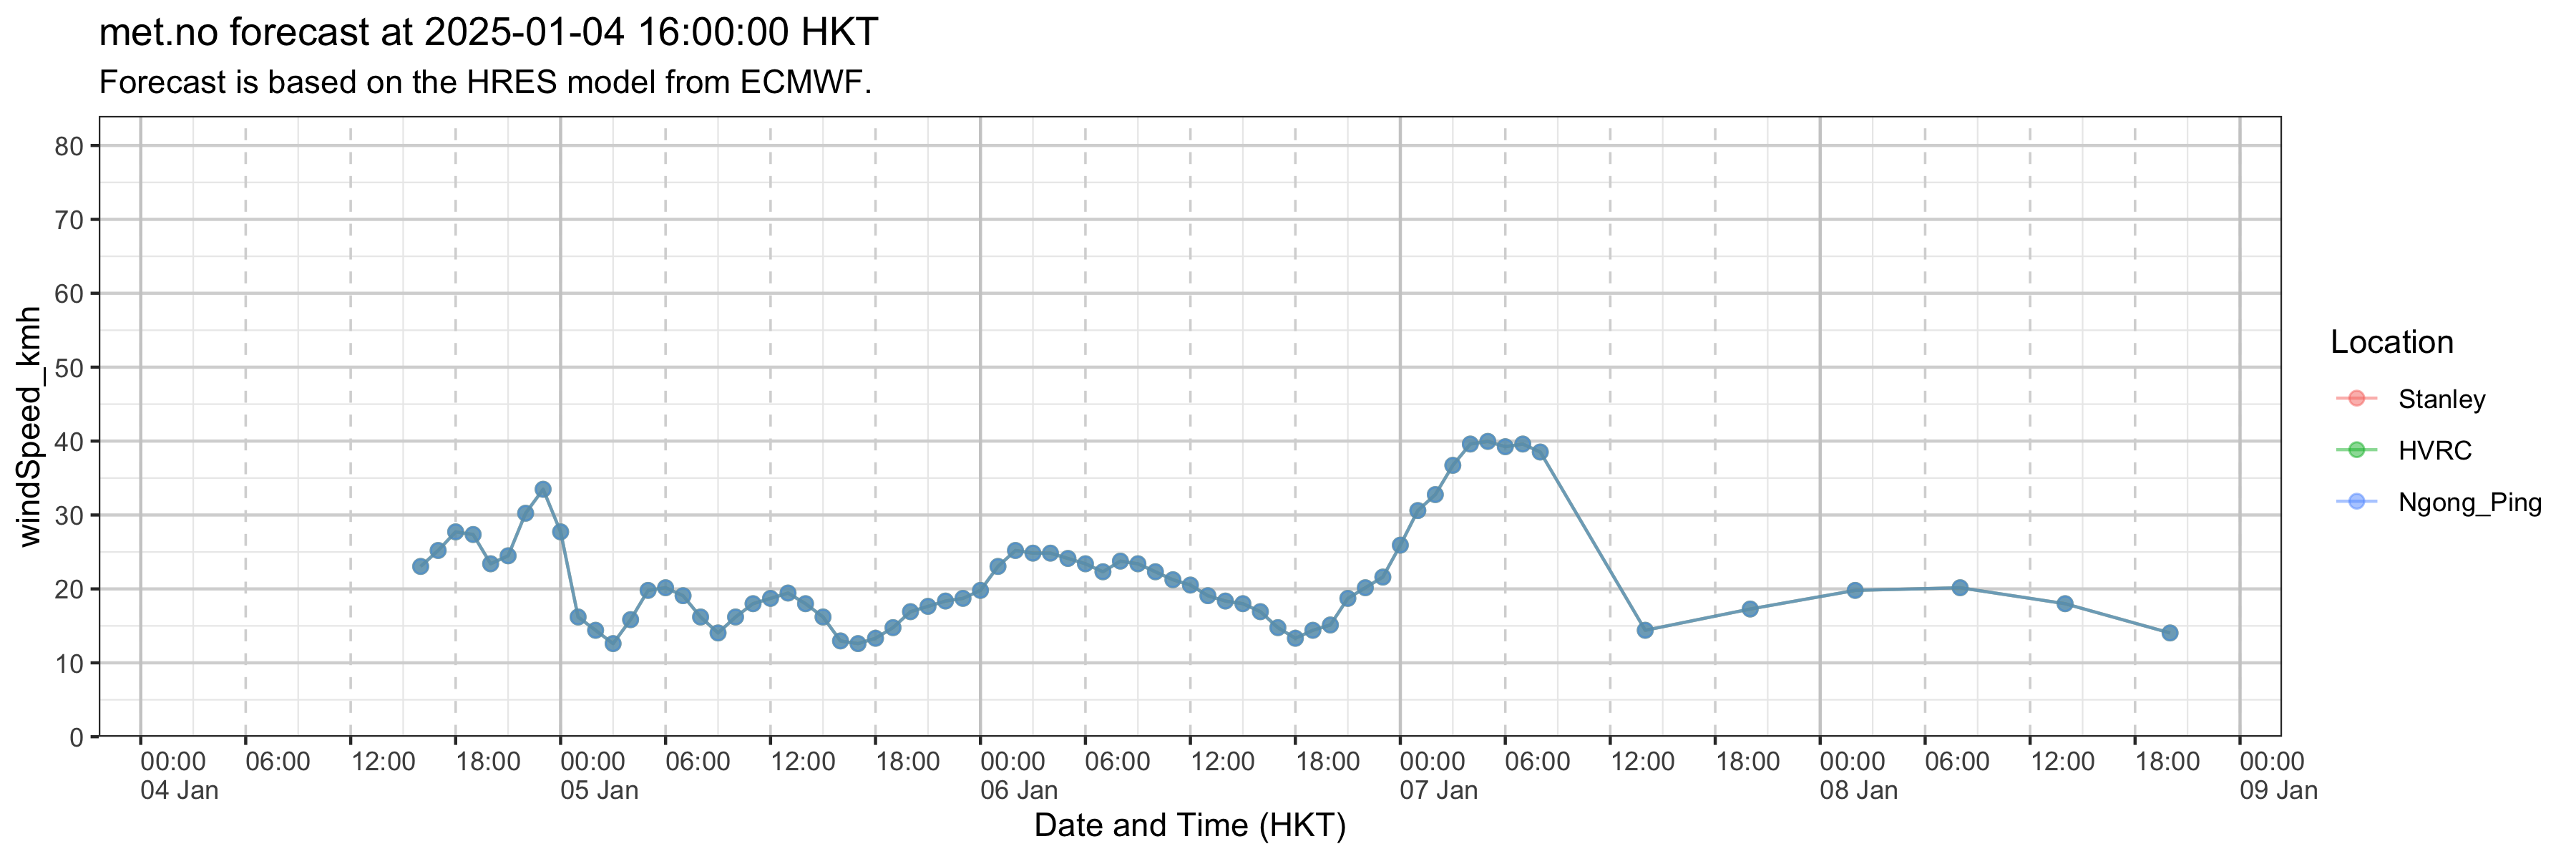 met.no forecast at 2025-01-04 16:00:00 HKT
Forecast is based on the HRES model from ECMWF.
windSpeed_kmh
80
70
60
50
40
30
20
10
0
00:00 06:00 12:00 18:00 00:00 06:00 12:00 18:00 00:00 06:00 12:00 18:00 00:00 06:00 12:00 18:00 00:00 06:00 12:00 18:00 00:00
04 Jan 05 Jan 06 Jan 07 Jan 08 Jan 09 Jan
Date and Time (HKT)
Location
Stanley
HVRC
Ngong_Ping